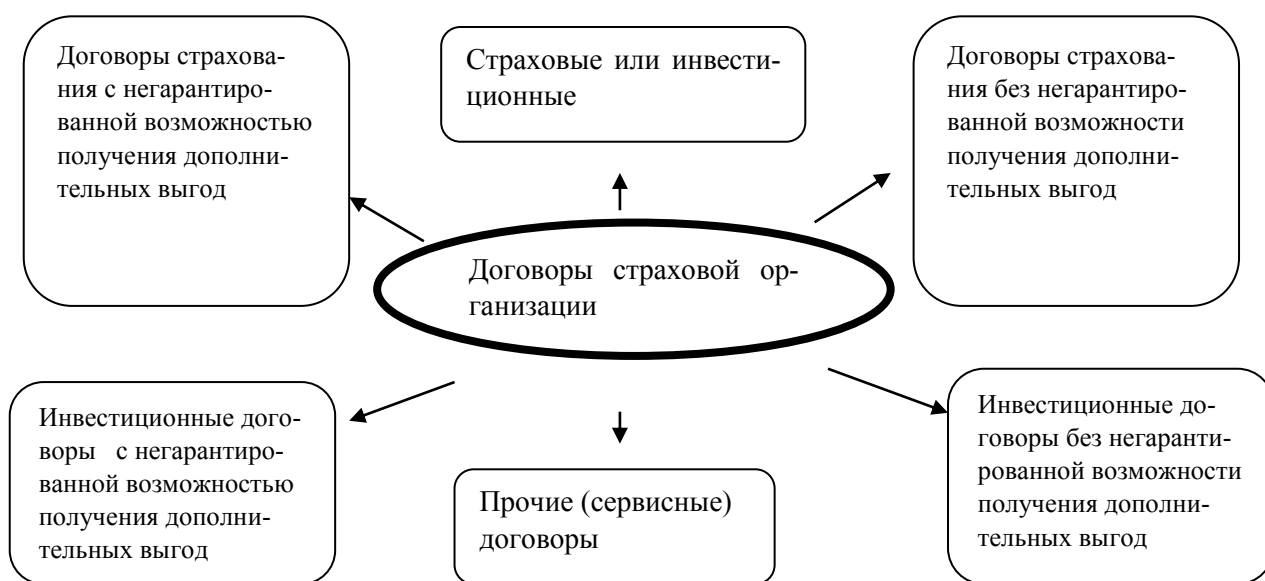 Договоры страхова-
ния с негарантиро-
ванной возможностью
получения дополни-
тельных выгод
Страховые или инвести-
ционные
Договоры страхова-
ния без негарантиро-
ванной возможности
получения дополни-
тельных выгод
Договоры страховой ор-
ганизации
Инвестиционные дого-
воры с негарантиро-
ванной возможностью
получения дополни-
тельных выгод
Прочие (сервисные)
договоры
Инвестиционные до-
говоры без негаранти-
рованной возможности
получения дополни-
тельных выгод